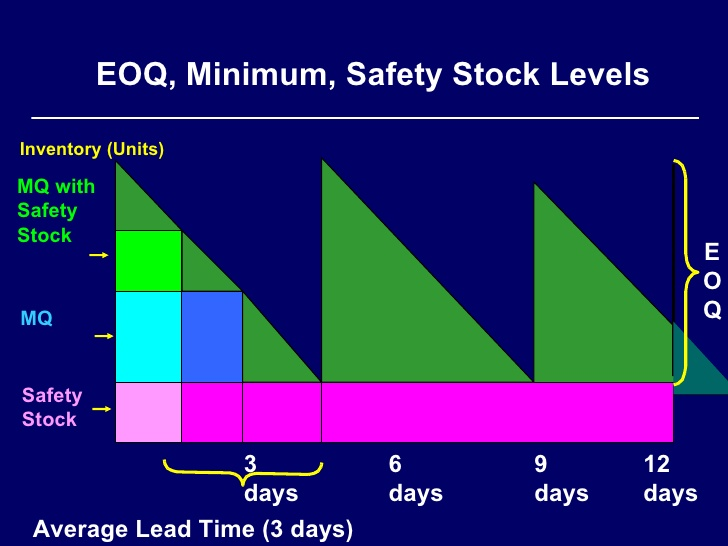 EOQ, Minimum, Safety Stock Levels
Inventory (Units)
MQ with
Safety
Stock
MQ
Safety
Stock
E
O
Q
3
days
6
days
9
days
12
days
Average Lead Time (3 days)